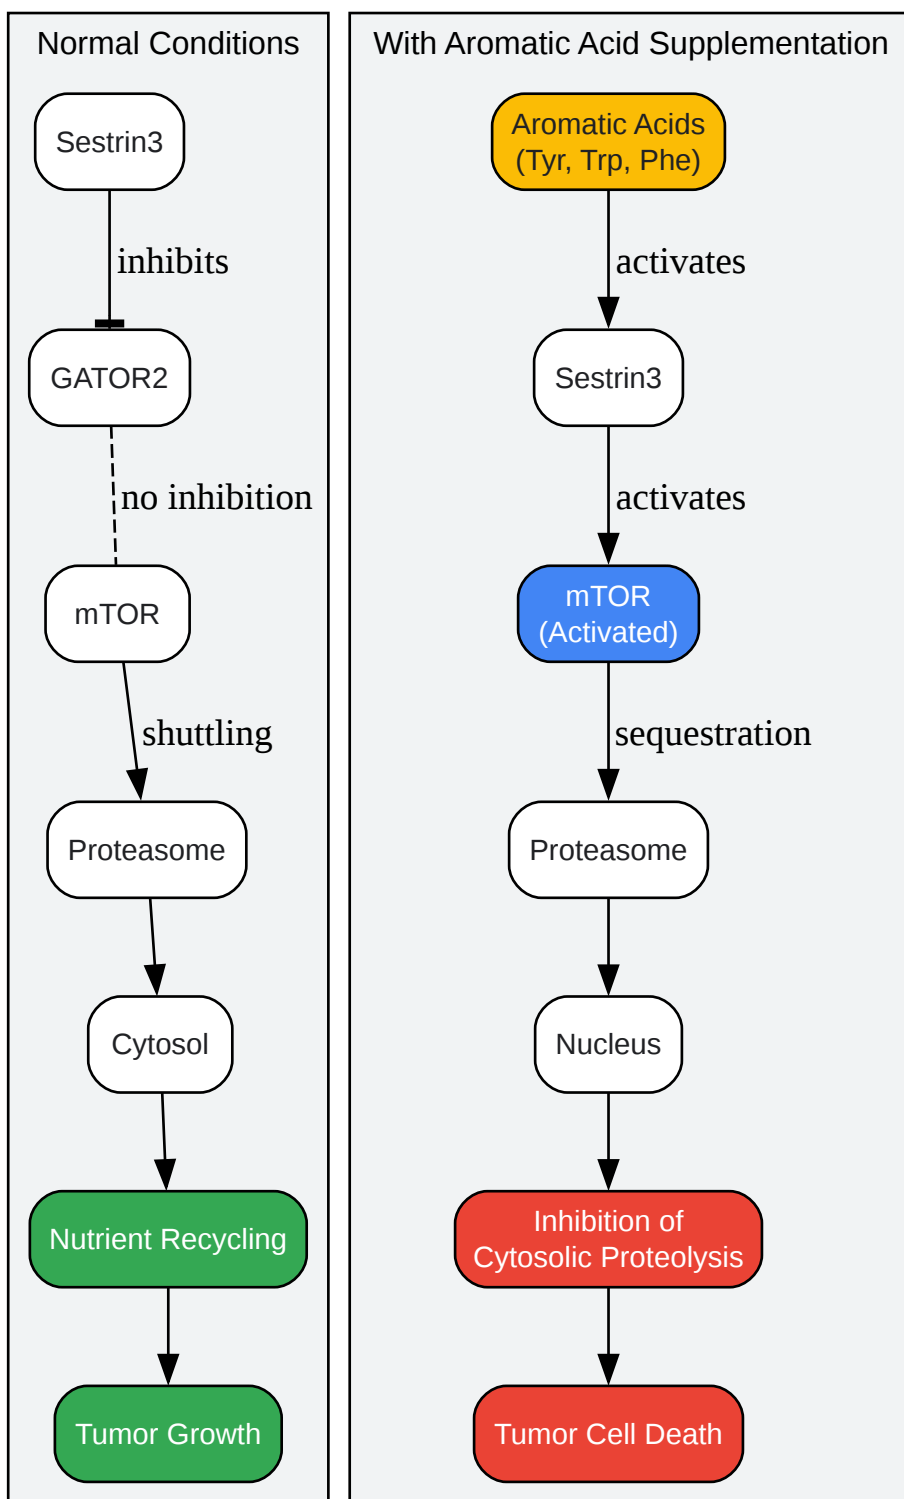 Normal Conditions
Sestrin3
inhibits
GATOR2
no inhibition
mTOR
shuttling
Proteasome
Cytosol
Nutrient Recycling
Tumor Growth
With Aromatic Acid Supplementation
Aromatic Acids
(Tyr, Trp, Phe)
activates
Sestrin3
activates
mTOR
(Activated)
sequestration
Proteasome
Nucleus
Inhibition of
Cytosolic Proteolysis
Tumor Cell Death